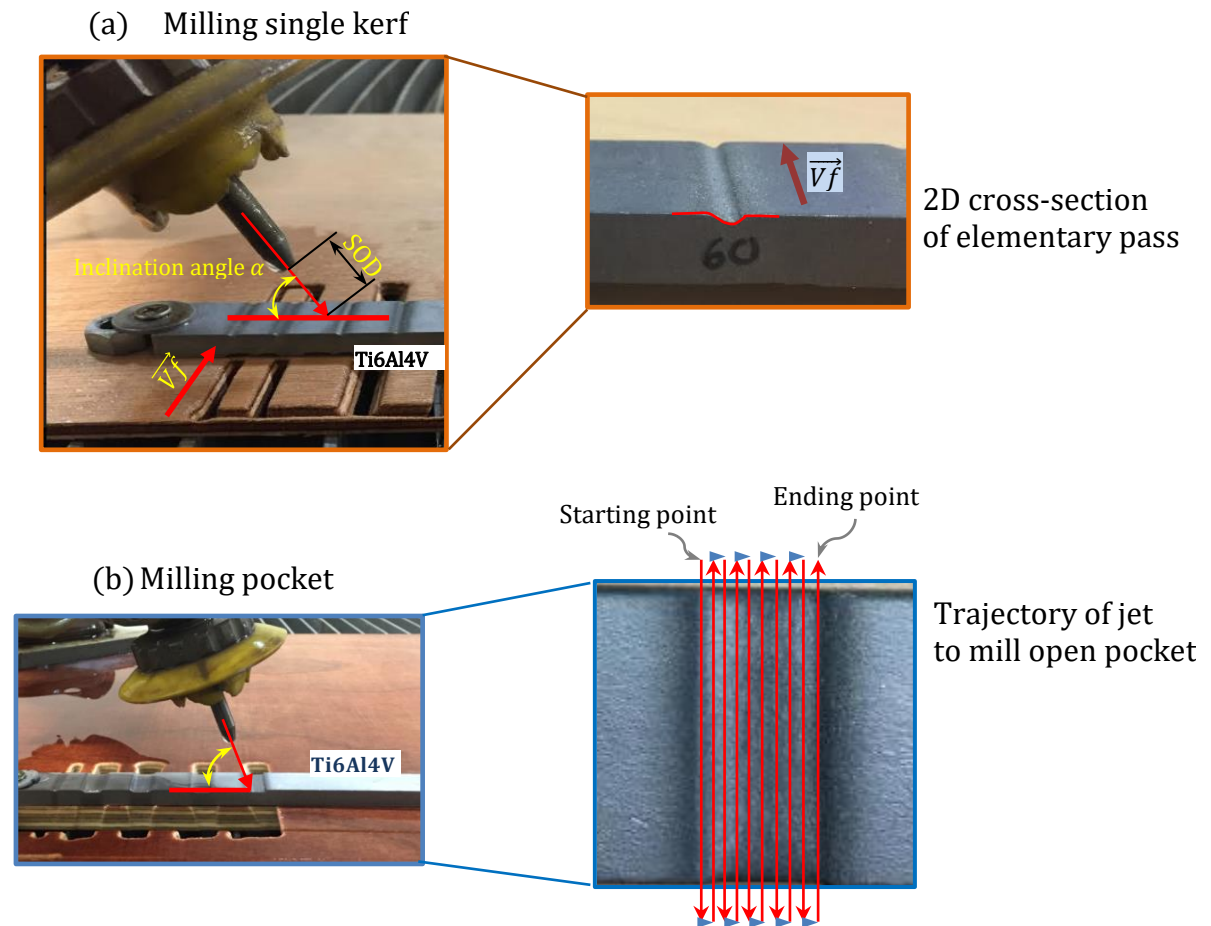 (a) Milling single kerf
Inclination angle α
SOD
Ti6Al4V
Vf
60
Vf
2D cross-section
of elementary pass
(b) Milling pocket
Ti6Al4V
Starting point
Ending point
Trajectory of jet
to mill open pocket